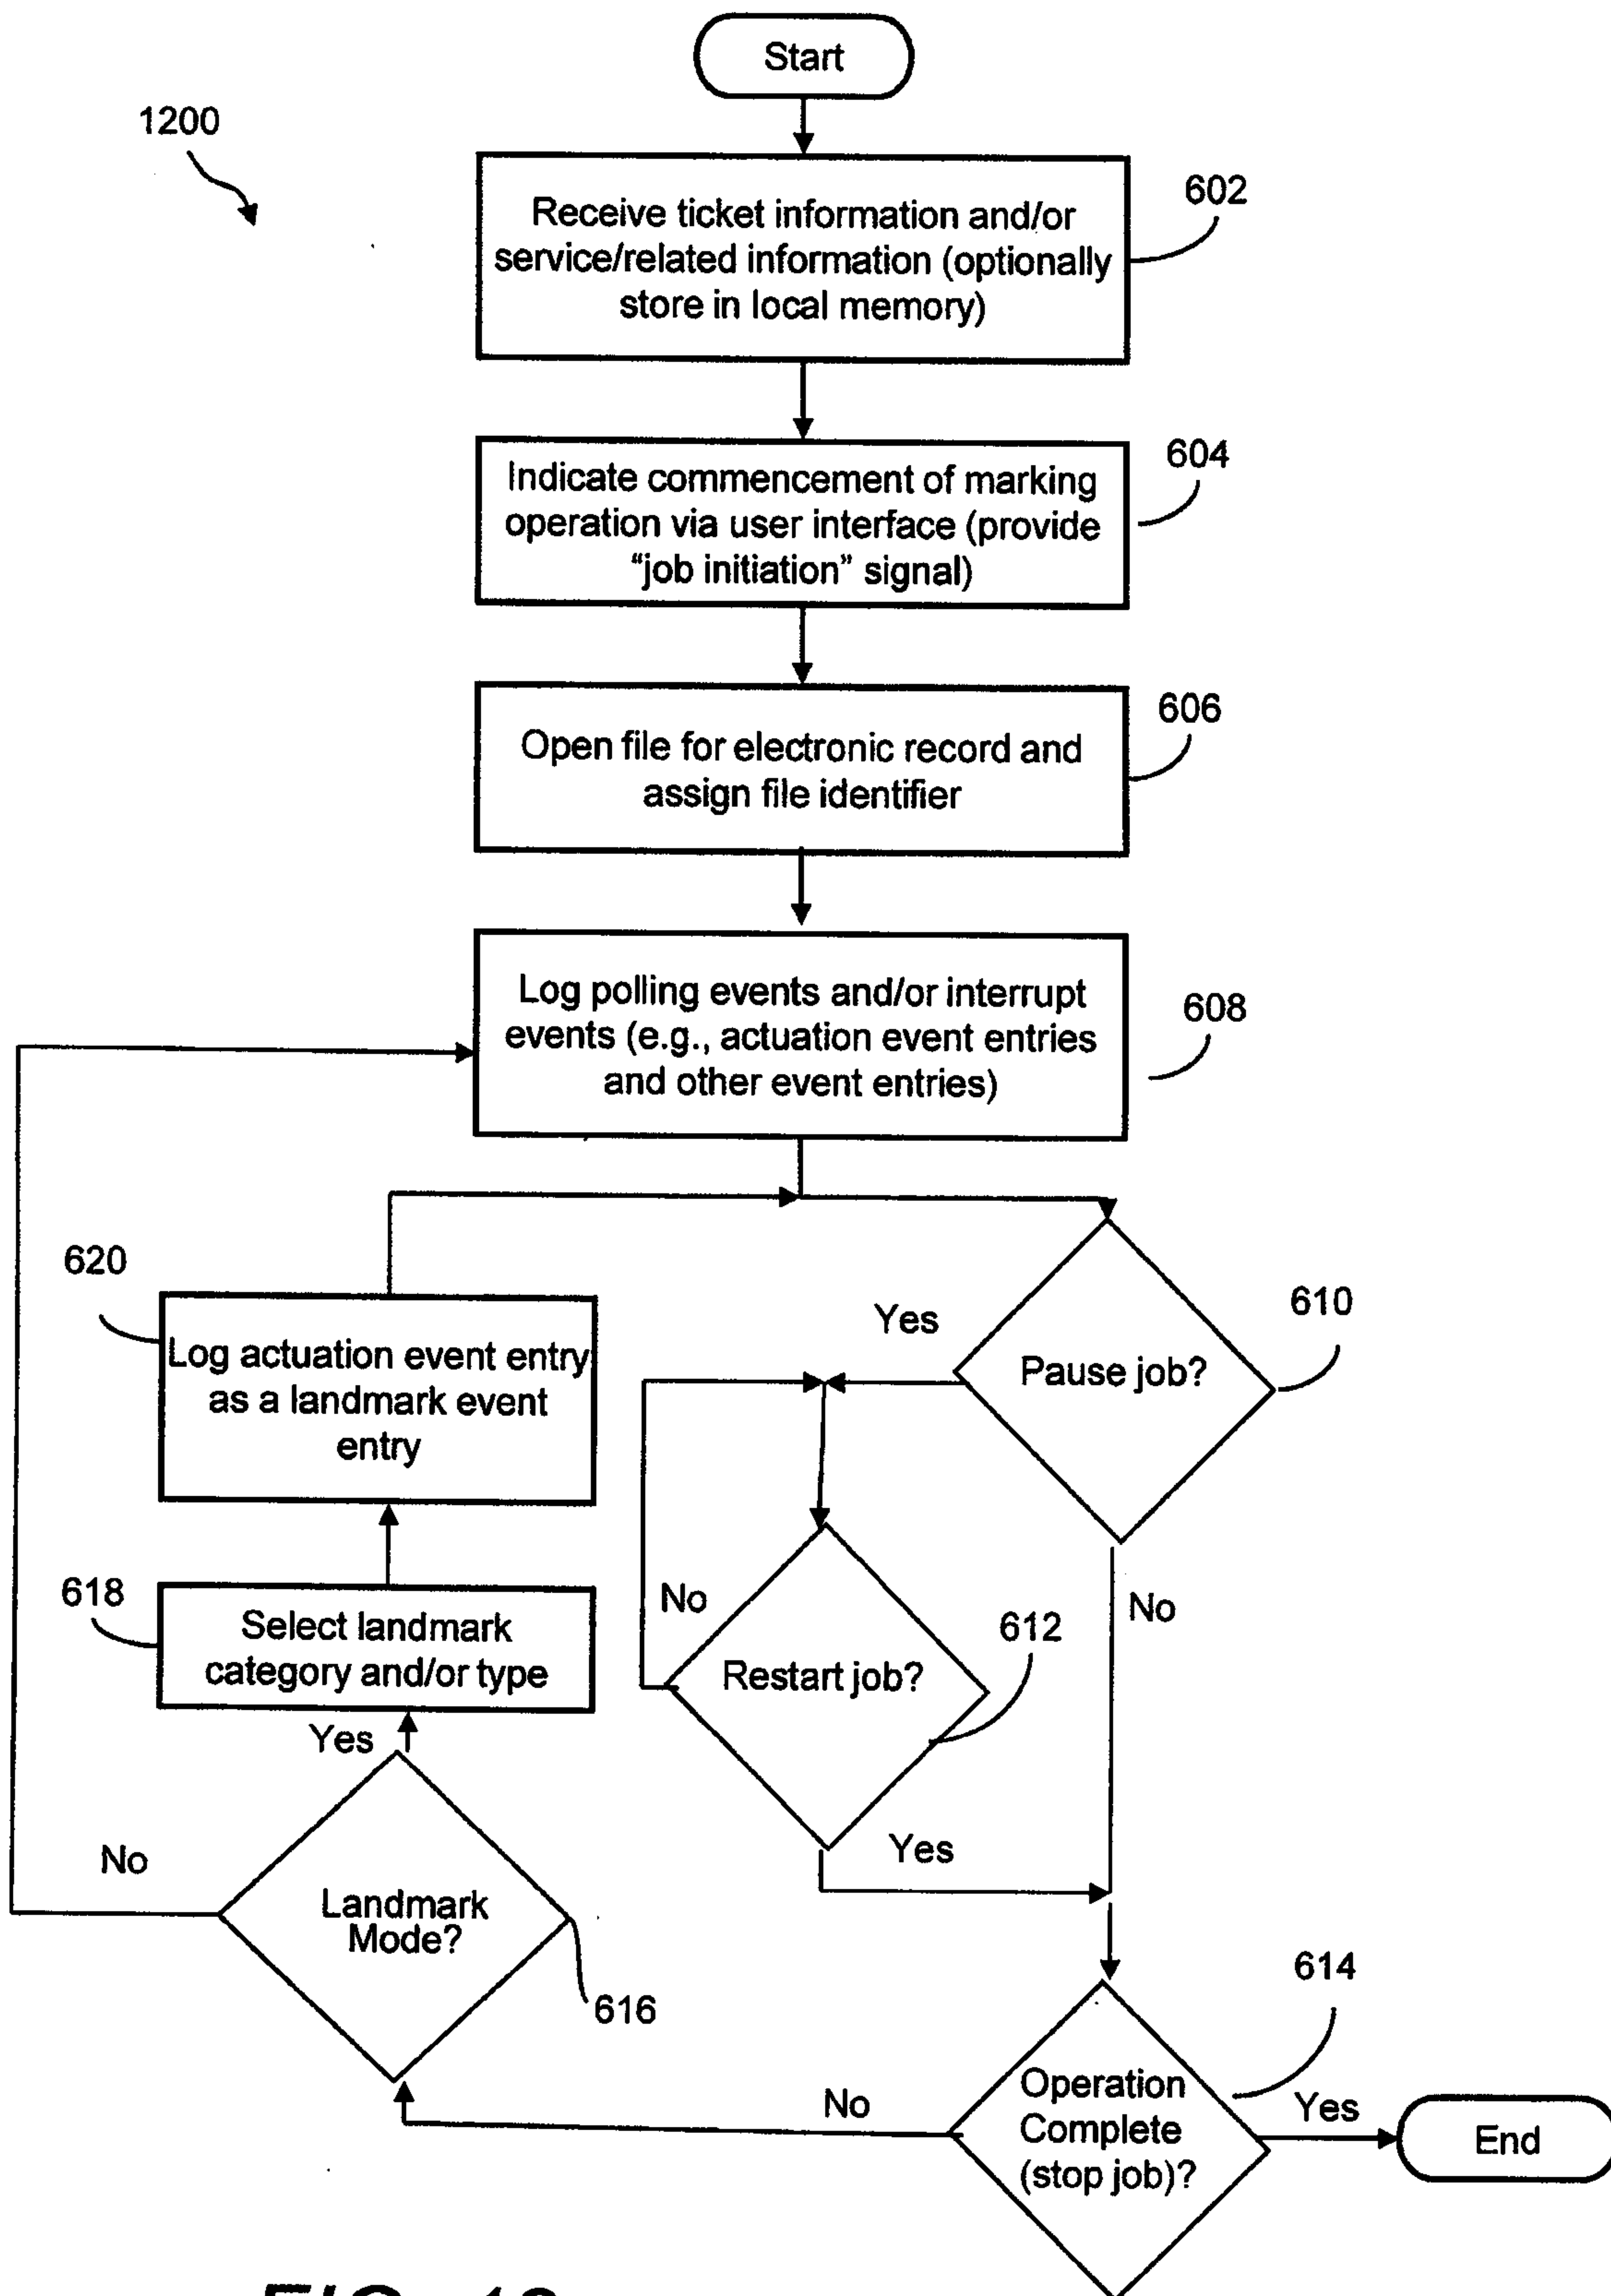 Start
1200
602
Receive ticket information and/or
service/related information (optionally
store in local memory)
604
Indicate commencement of marking
operation via user interface (provide
“job initiation” signal)
606
Open file for electronic record and
assign file identifier
608
Log polling events and/or interrupt
events (e.g., actuation event entries
and other event entries)
620
Log actuation event entry
as a landmark event
entry
610
Yes
Pause job?
No
618
Select landmark
category and/or type
No
612
Restart job?
Yes
Yes
No
Landmark
Mode?
616
614
Operation
Complete
(stop job)?
No
Yes
End